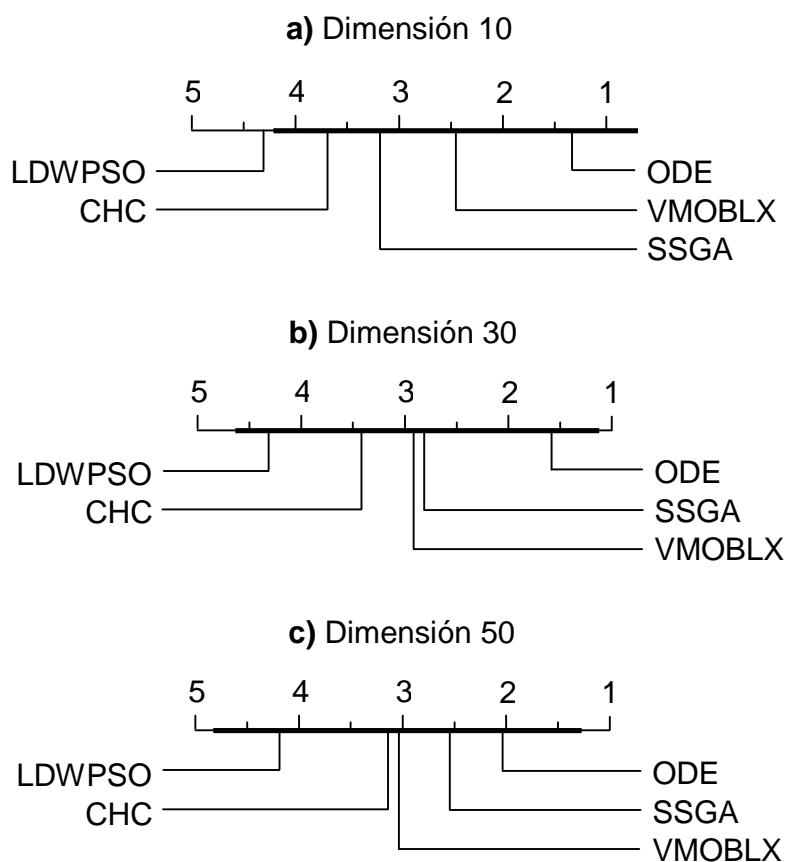 a) Dimensión 10
5 4 3 2 1
LDWPSO ODE
CHC VMOBLX
SSGA
b) Dimensión 30
5 4 3 2 1
LDWPSO ODE
CHC SSGA
VMOBLX
c) Dimensión 50
5 4 3 2 1
LDWPSO ODE
CHC SSGA
VMOBLX